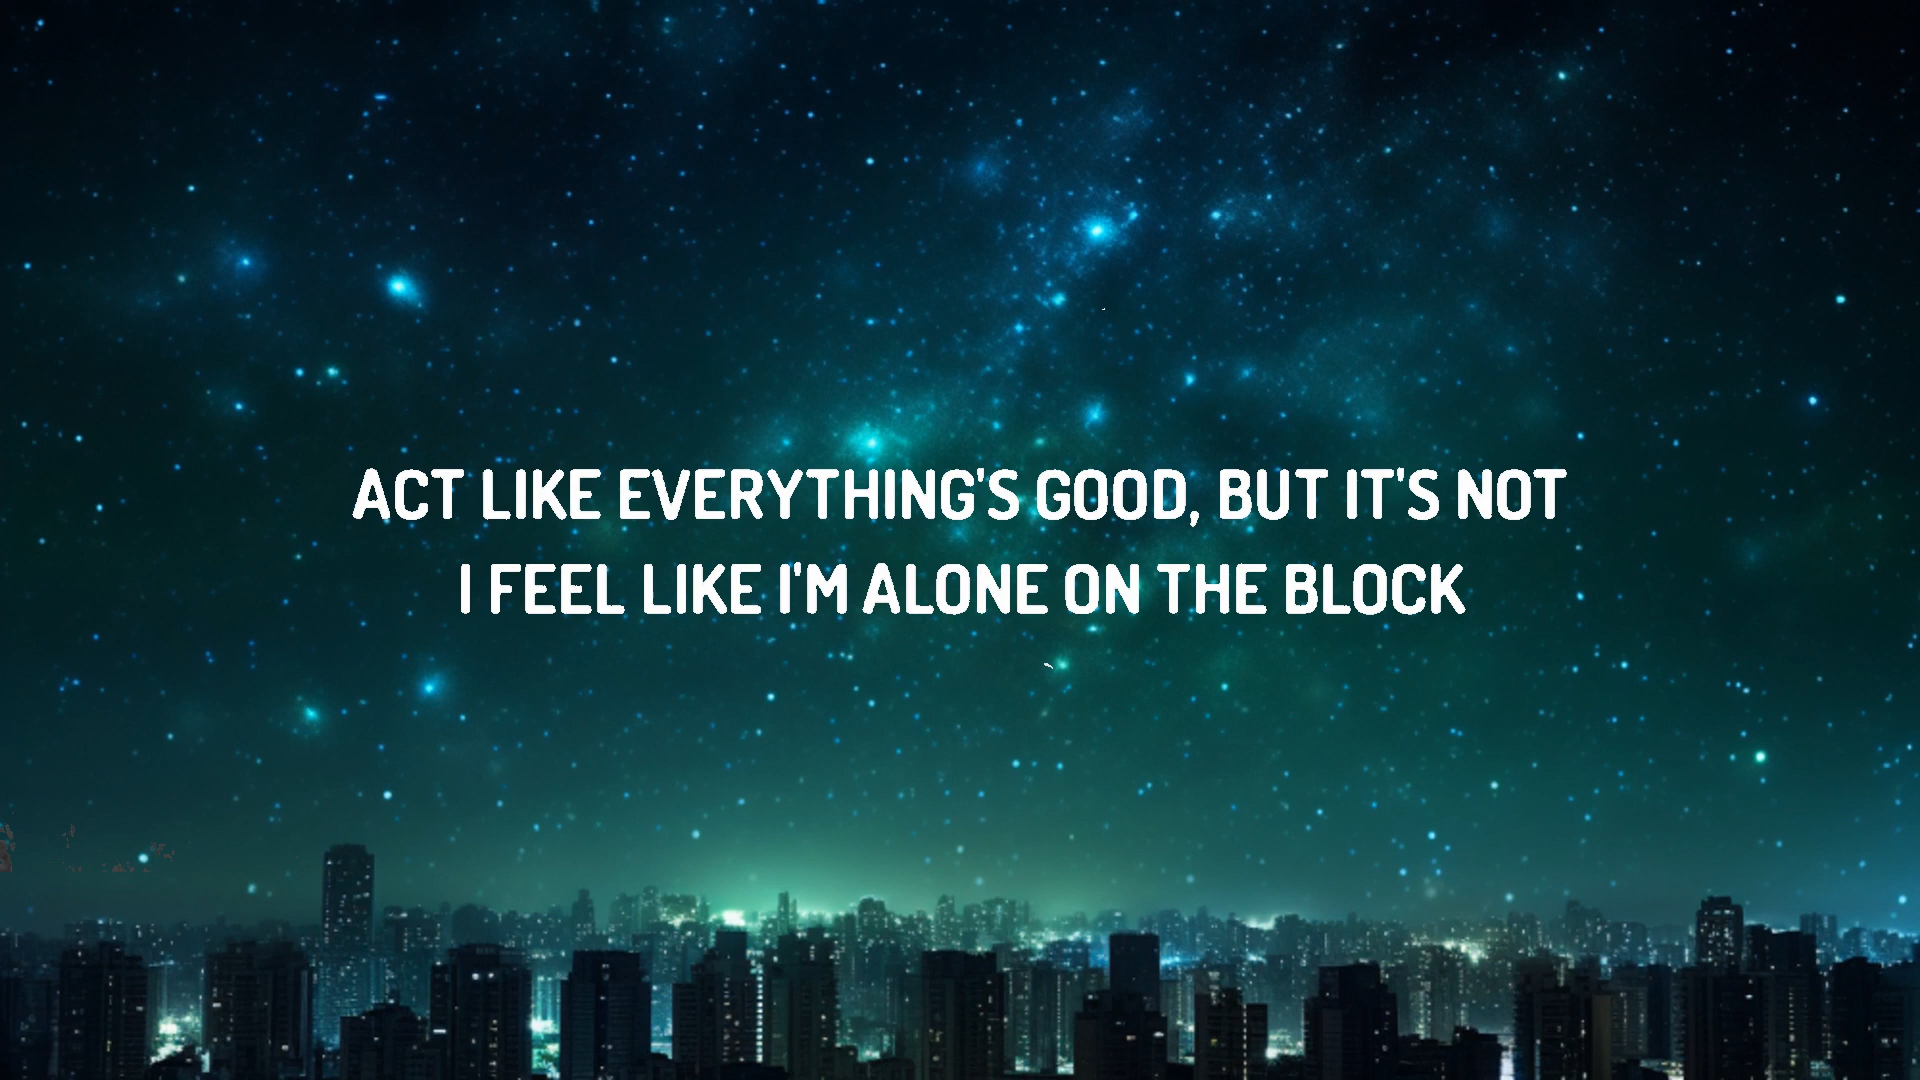 ACT LIKE EVERYTHING'S GOOD, BUT IT'S NOT
I FEEL LIKE I'M ALONE ON THE BLOCK